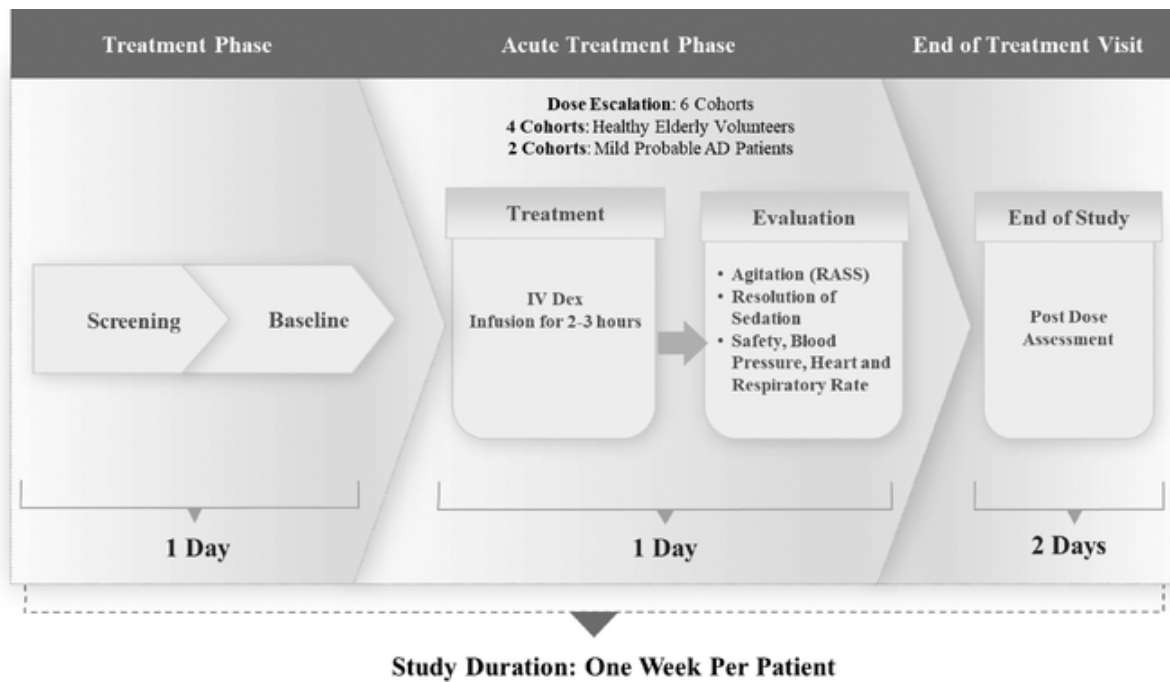 Treatment Phase
Acute Treatment Phase
End of Treatment Visit
Dose Escalation: 6 Cohorts
4 Cohorts: Healthy Elderly Volunteers
2 Cohorts: Mild Probable AD Patients
Screening
Baseline
Treatment
IV Dex
Infusion for 2-3 hours
Evaluation
• Agitation (RASS)
• Resolution of
Sedation
• Safety, Blood
Pressure, Heart and
Respiratory Rate
End of Study
Post Dose
Assessment
1 Day
1 Day
2 Days
Study Duration: One Week Per Patient